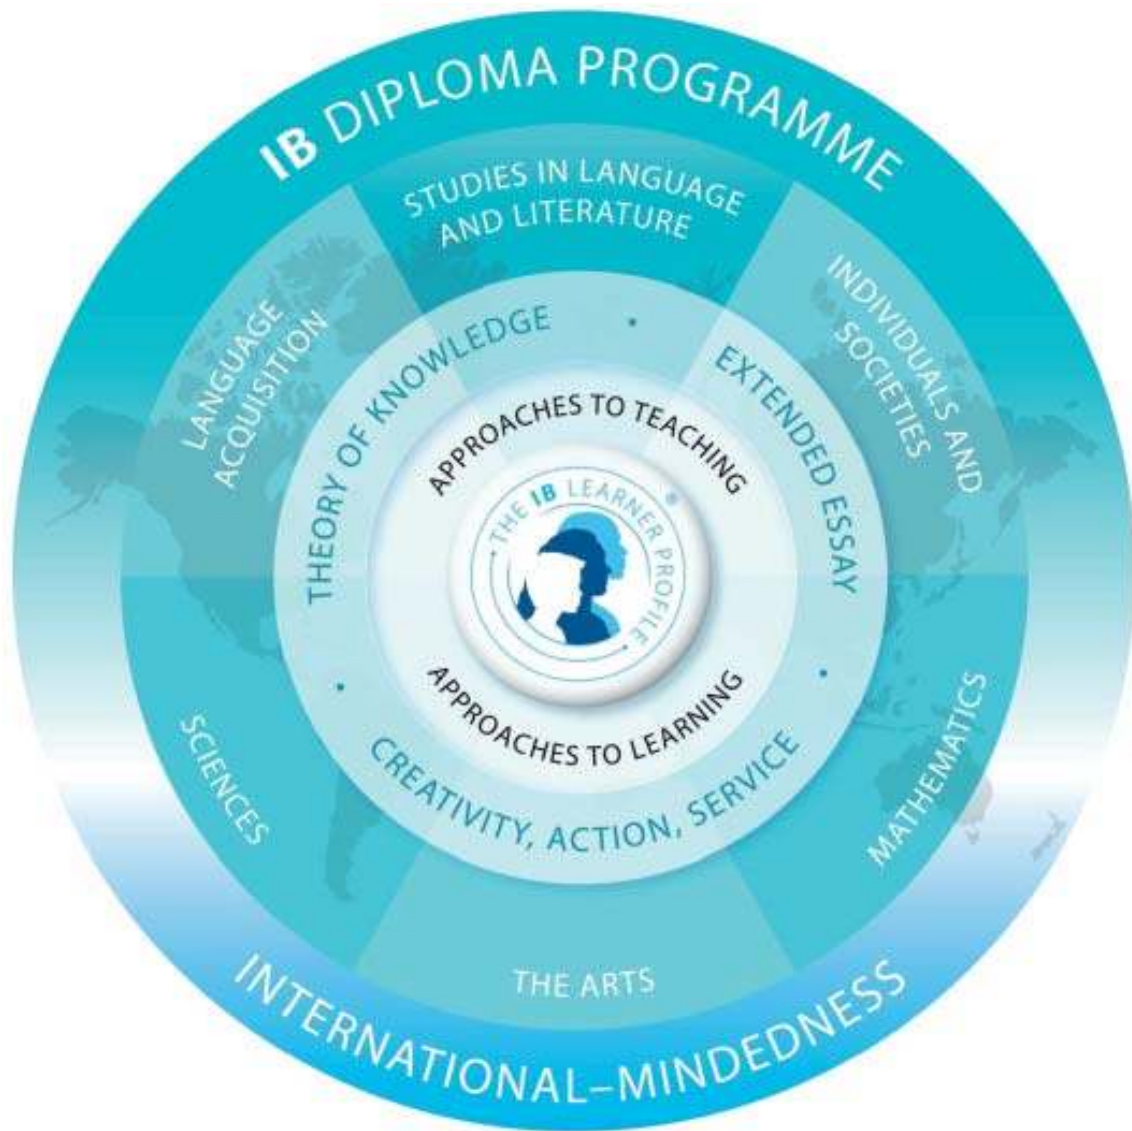 IB DIPLOMA PROGRAMME
STUDIES IN LANGUAGE
AND LITERATURE
INDIVIDUALS AND
SOCIETIES
MATHEMATICS
THE ARTS
SCIENCES
LANGUAGE
ACQUISITION
THEORY OF KNOWLEDGE
EXTENDED ESSAY
CREATIVITY, ACTION, SERVICE
APPROACHES TO TEACHING
APPROACHES TO LEARNING
THE IB LEARNER PROFILE ®
INTERNATIONAL–MINDEDNESS